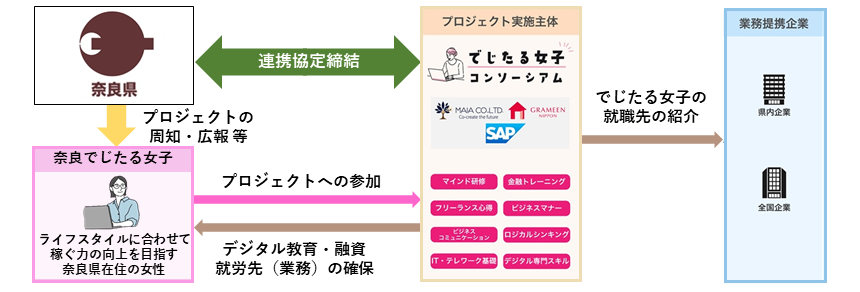 奈良県
連携協定締結
プロジェクトの
周知・広報 等
奈良でじたる女子
ライフスタイルに合わせて
稼ぐ力の向上を目指す
奈良県在住の女性
プロジェクトへの参加
デジタル教育・融資
就労先（業務）の確保
プロジェクト実施主体
でじたる女子
コンソーシアム
MAIA CO.LTD.
Co-create the future
GRAMEEN
NIPPON
SAP
マインド研修
金融トレーニング
フリーランス心得
ビジネスマナー
ビジネス
コミュニケーション
ロジカルシンキング
IT・テレワーク基礎
デジタル専門スキル
でじたる女子の
就職先の紹介
業務提携企業
県内企業
全国企業